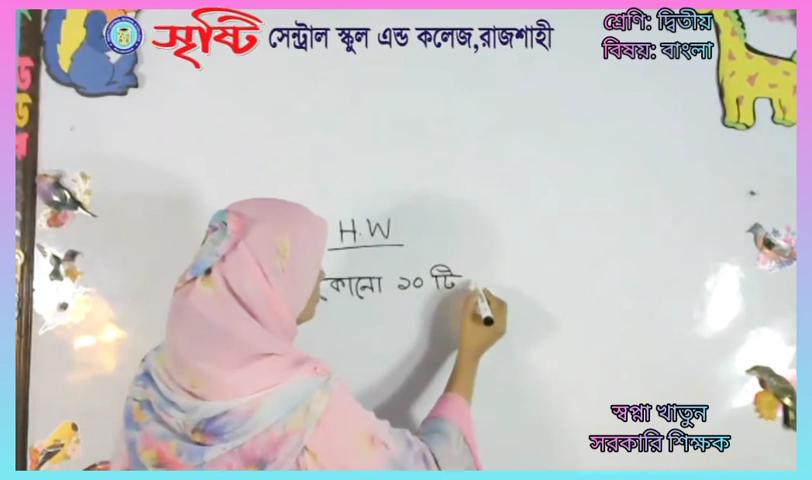 সৃষ্টি সেন্ট্রাল স্কুল এন্ড কলেজ,রাজশাহী
শ্রেণি: দ্বিতীয়
বিষয়: বাংলা
H.W
কোনো ১০ টি
স্বপ্না খাতুন
সরকারি শিক্ষক